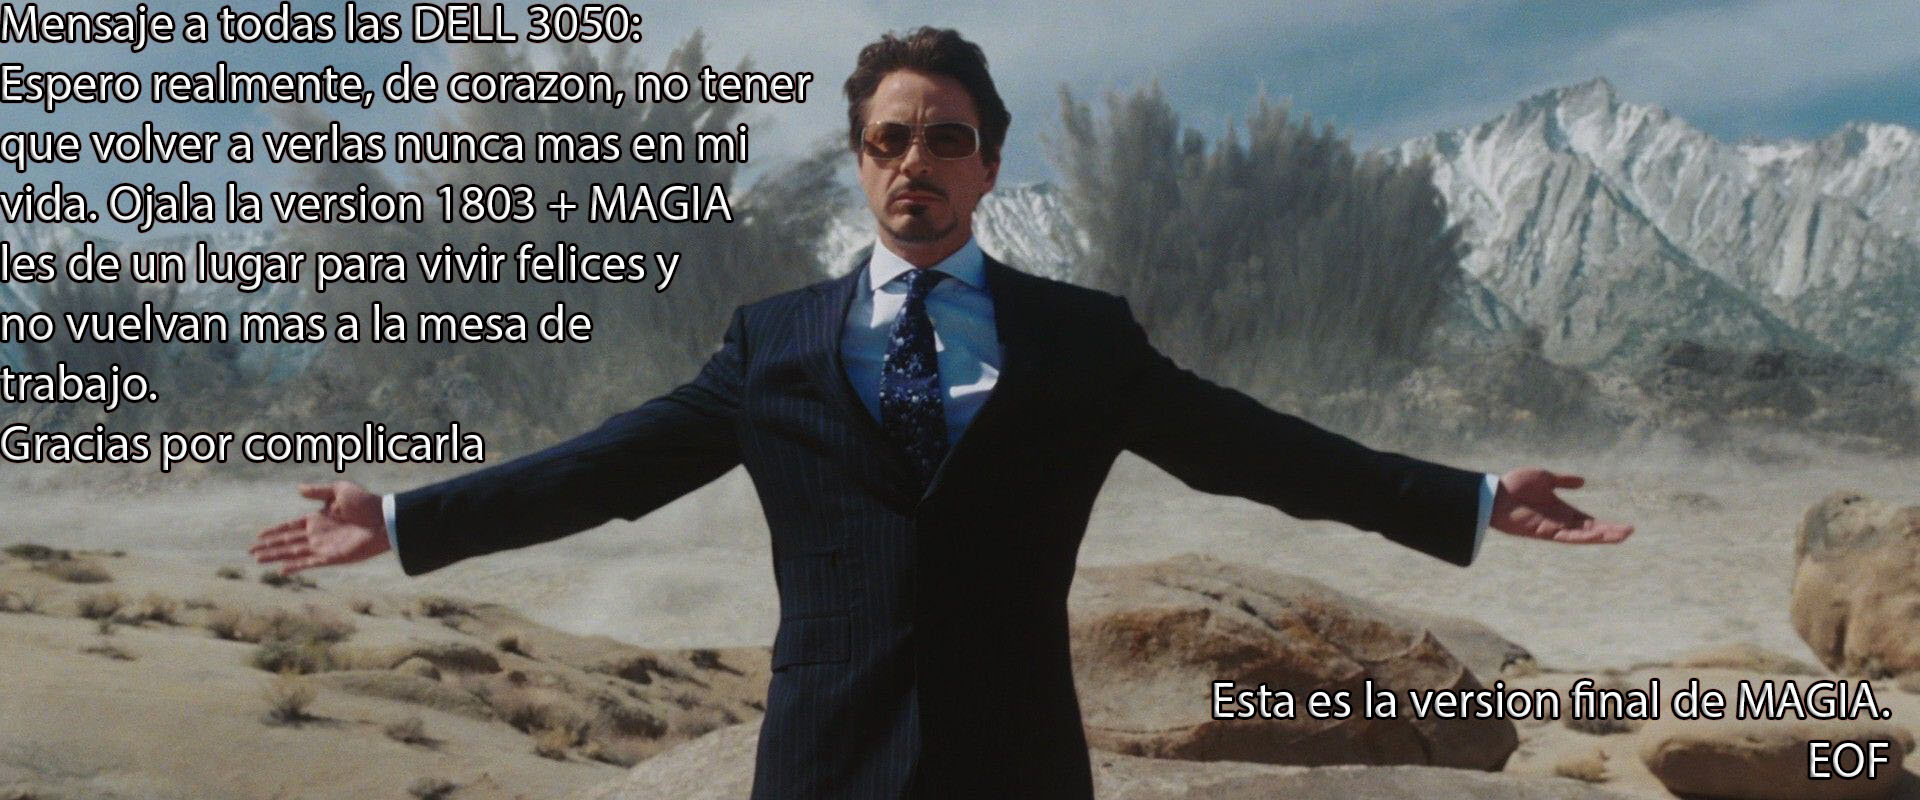 Mensaje a todas las DELL 3050:
Espero realmente, de corazon, no tener
que volver a verlas nunca mas en mi
vida. Ojala la version 1803 + MAGIA
les de un lugar para vivir felices y
no vuelvan mas a la mesa de
trabajo.
Gracias por complicarla
Esta es la version final de MAGIA.
EOF